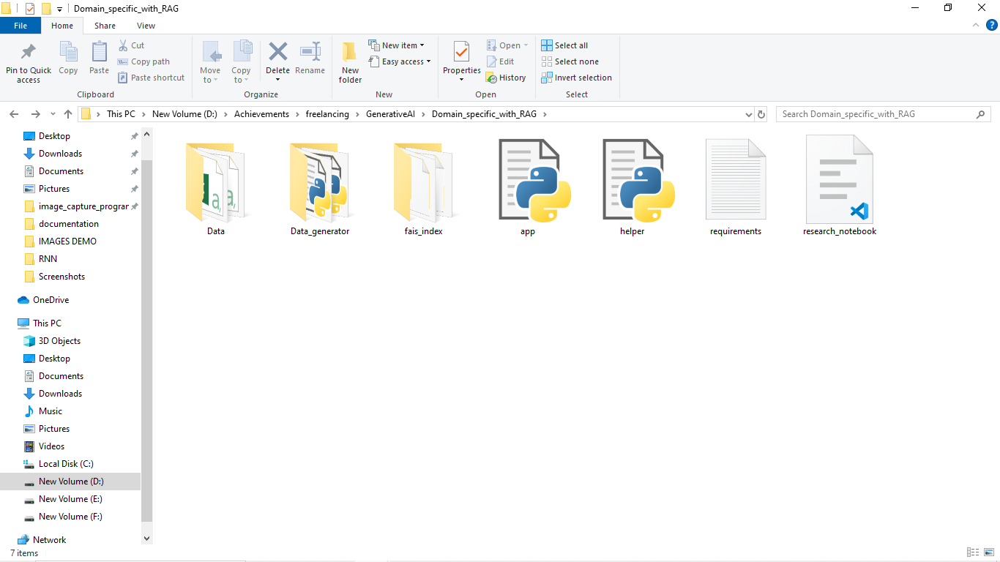 Domain_specific_with_RAG
File Home Share View
Pin to Quick access
Copy
Paste
Cut
Copy path
Paste shortcut
Clipboard
Move to
Copy to
Delete
Rename
Organize
New folder
New item
Easy access
New
Properties
Open
Edit
History
Open
Select all
Select none
Invert selection
Select
This PC > New Volume (D:) > Achievements > freelancing > GenerativeAI > Domain_specific_with_RAG >
Search Domain_specific_with_RAG
Desktop
Downloads
Documents
Pictures
image_capture_prograr
documentation
IMAGES DEMO
RNN
Screenshots
OneDrive
This PC
3D Objects
Desktop
Documents
Downloads
Music
Pictures
Videos
Local Disk (C:)
New Volume (D:)
New Volume (E:)
New Volume (F:)
Network
Data
Data_generator
fais_index
app
helper
requirements
research_notebook
7 items